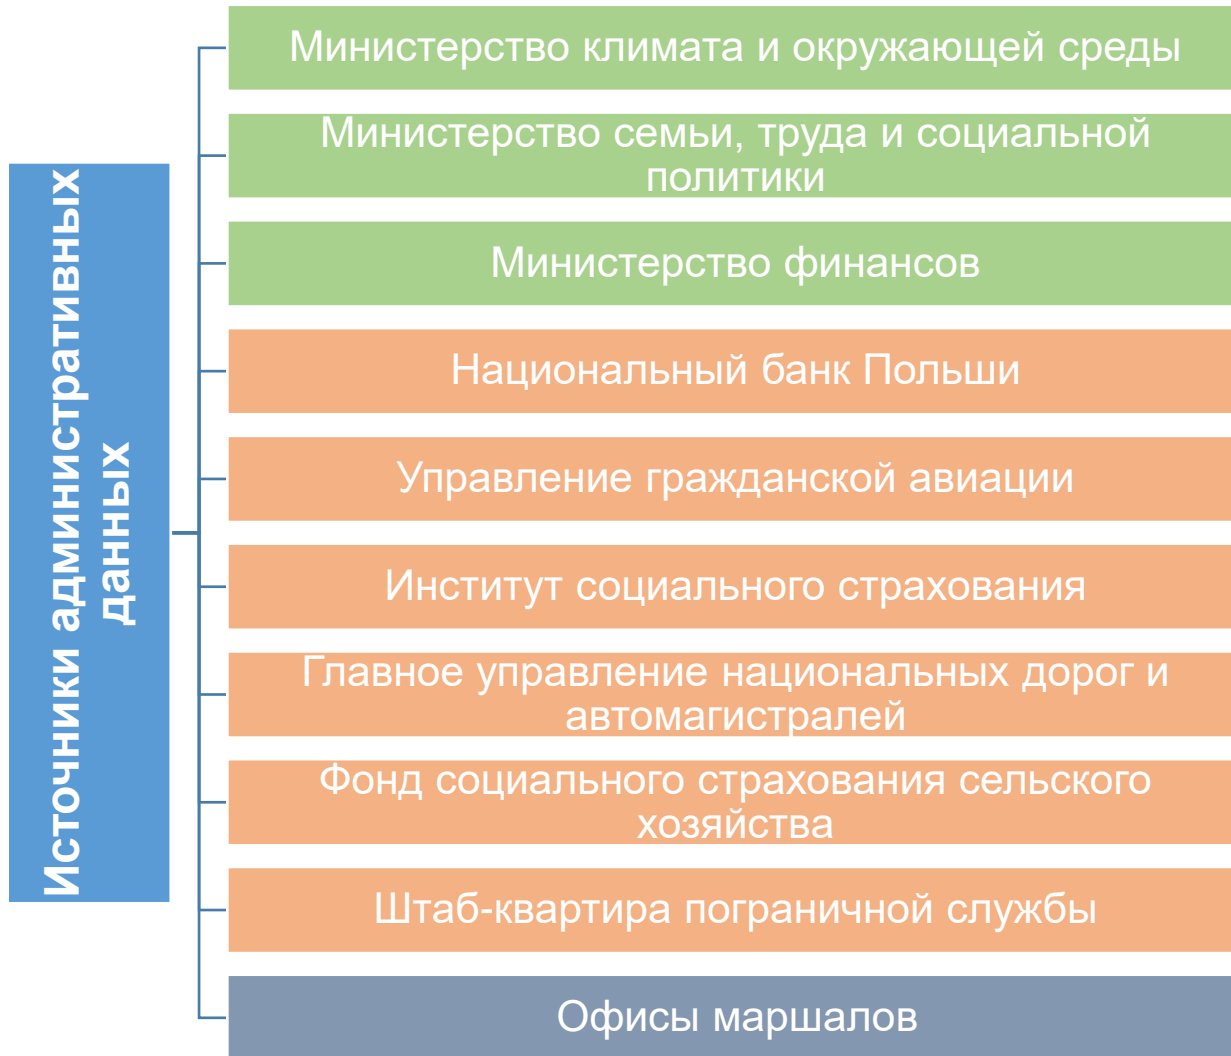 Источники административных
данных
Министерство климата и окружающей среды
Министерство семьи, труда и социальной
политики
Министерство финансов
Национальный банк Польши
Управление гражданской авиации
Институт социального страхования
Главное управление национальных дорог и
автомагистралей
Фонд социального страхования сельского
хозяйства
Штаб-квартира пограничной службы
Офисы маршалов